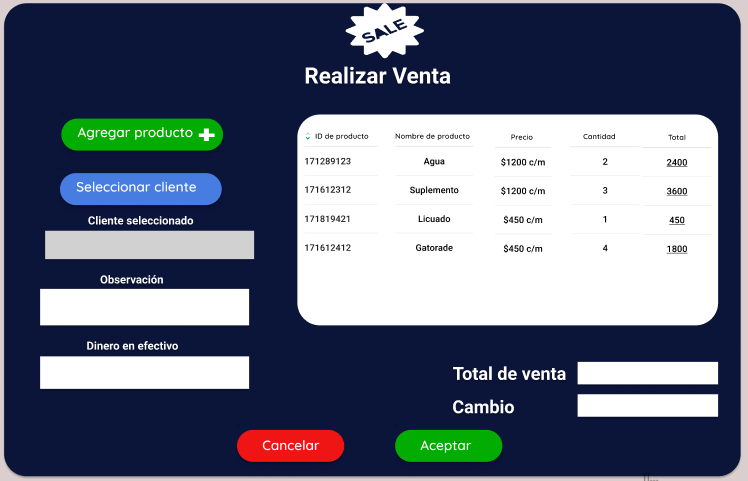 SALE
Realizar Venta
Agregar producto
Seleccionar cliente
Cliente seleccionado
Observación
Dinero en efectivo
ID de producto Nombre de producto Precio Cantidad Total
171289123 Agua $1200 c/m 2 2400
171612312 Suplemento $1200 c/m 3 3600
171819421 Licuado $450 c/m 1 450
171612412 Gatorade $450 c/m 4 1800
Total de venta
Cambio
Cancelar Aceptar